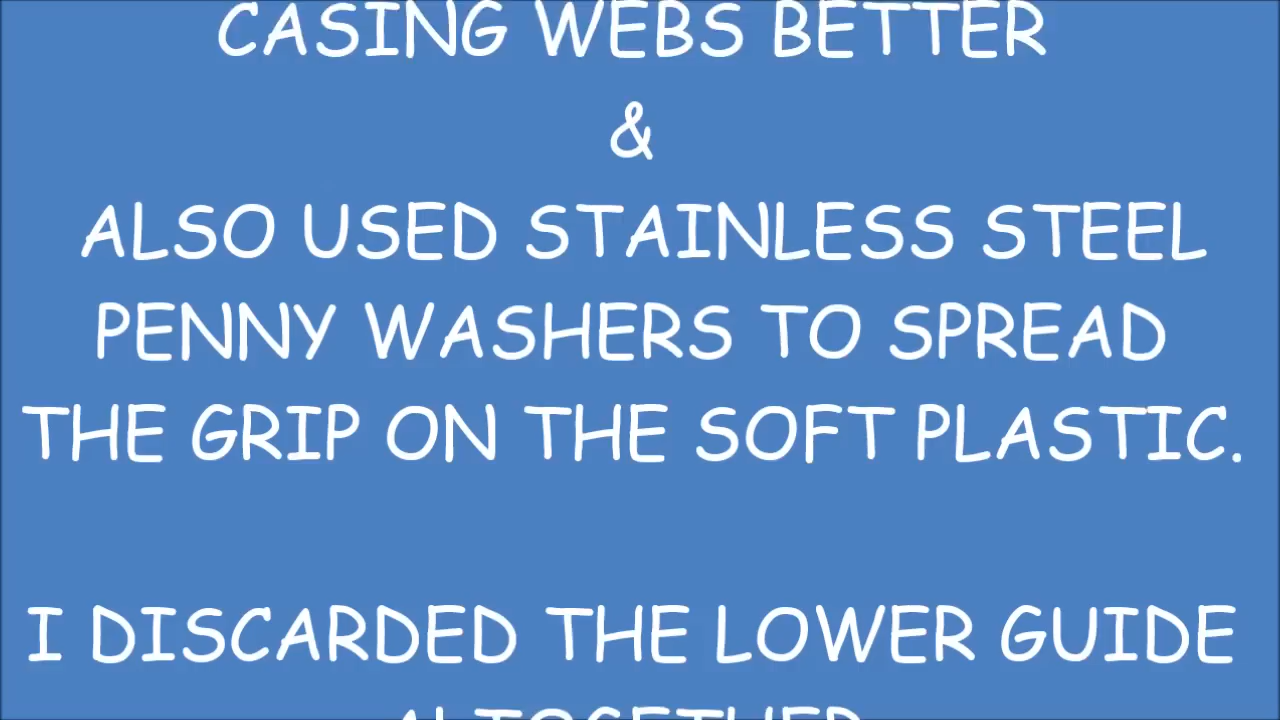 CASING WEBS BETTER
&
ALSO USED STAINLESS STEEL
PENNY WASHERS TO SPREAD
THE GRIP ON THE SOFT PLASTIC.
I DISCARDED THE LOWER GUIDE
ALTOGETHER